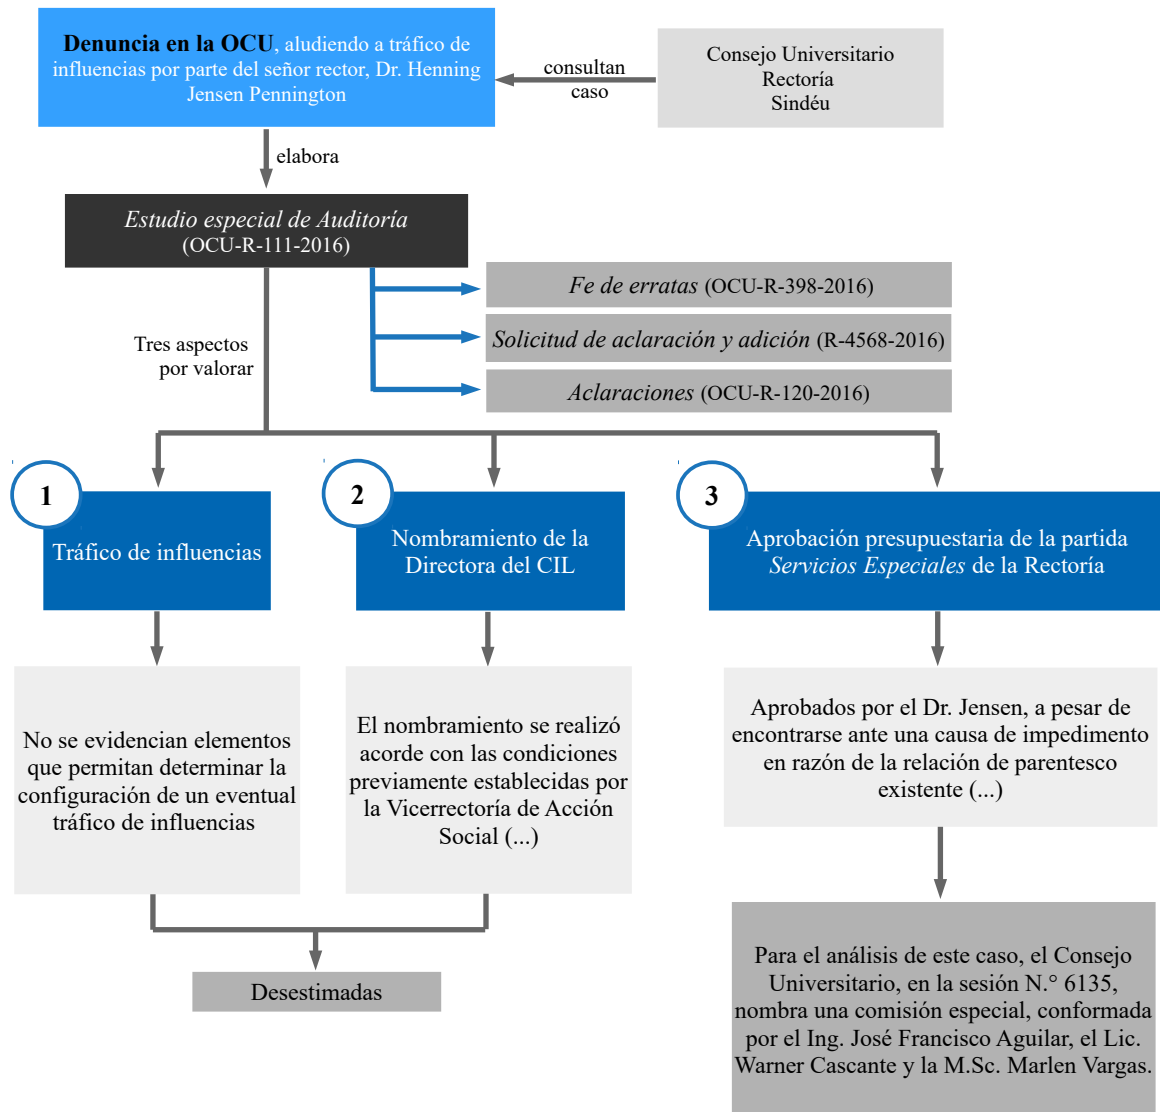 Denuncia en la OCU, aludiendo a tráfico de
influencias por parte del señor rector, Dr. Henning
Jensen Pennington
consultan
caso
Consejo Universitario
Rectoría
Sindéu
elabora
Estudio especial de Auditoría
(OCU-R-111-2016)
Fe de erratas (OCU-R-398-2016)
Solicitud de aclaración y adición (R-4568-2016)
Aclaraciones (OCU-R-120-2016)
Tres aspectos
por valorar
1
Tráfico de influencias
2
Nombramiento de la
Directora del CIL
3
Aprobación presupuestaria de la partida
Servicios Especiales de la Rectoría
No se evidencian elementos
que permitan determinar la
configuración de un eventual
tráfico de influencias
El nombramiento se realizó
acorde con las condiciones
previamente establecidas por
la Vicerrectoría de Acción
Social (...)
Aprobados por el Dr. Jensen, a pesar de
encontrarse ante una causa de impedimento
en razón de la relación de parentesco
existente (...)
Desestimadas
Para el análisis de este caso, el Consejo
Universitario, en la sesión N.° 6135,
nombra una comisión especial, conformada
por el Ing. José Francisco Aguilar, el Lic.
Warner Cascante y la M.Sc. Marlen Vargas.